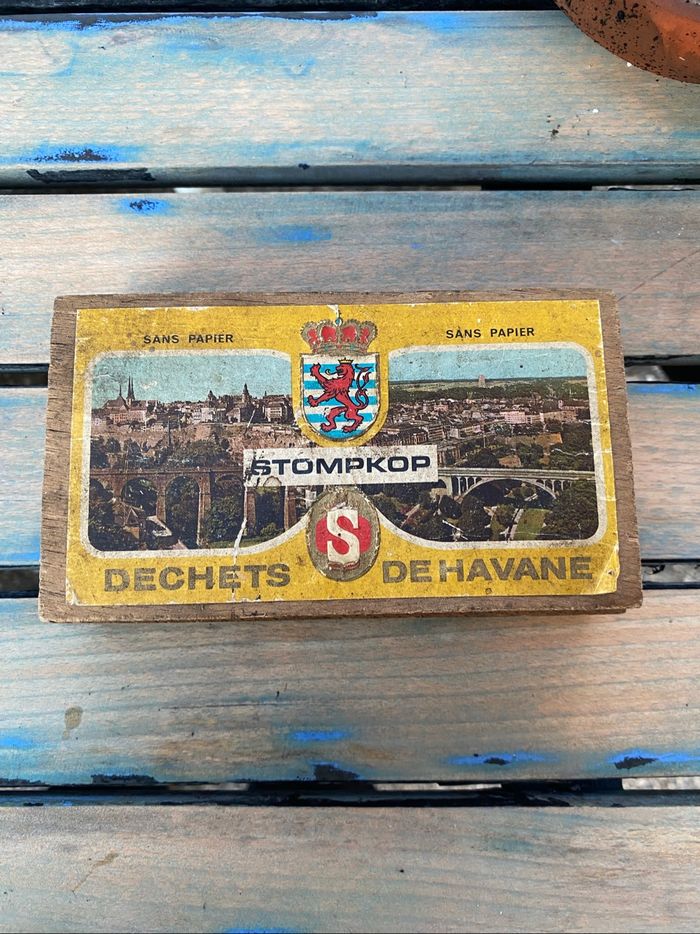 SANS PAPIER
SANS PAPIER
STOMPKOP
S
DECHETS DE HAVANE